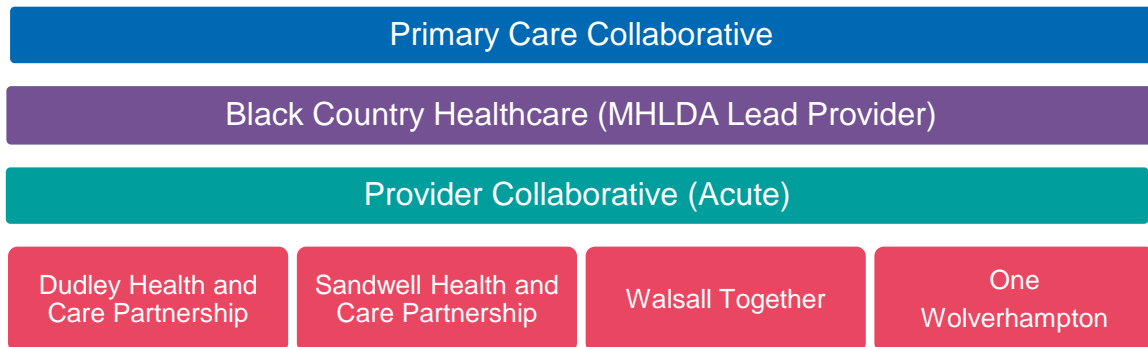 Primary Care Collaborative
Black Country Healthcare (MHLDA Lead Provider)
Provider Collaborative (Acute)
Dudley Health and
Care Partnership
Sandwell Health and
Care Partnership
Walsall Together
One
Wolverhampton